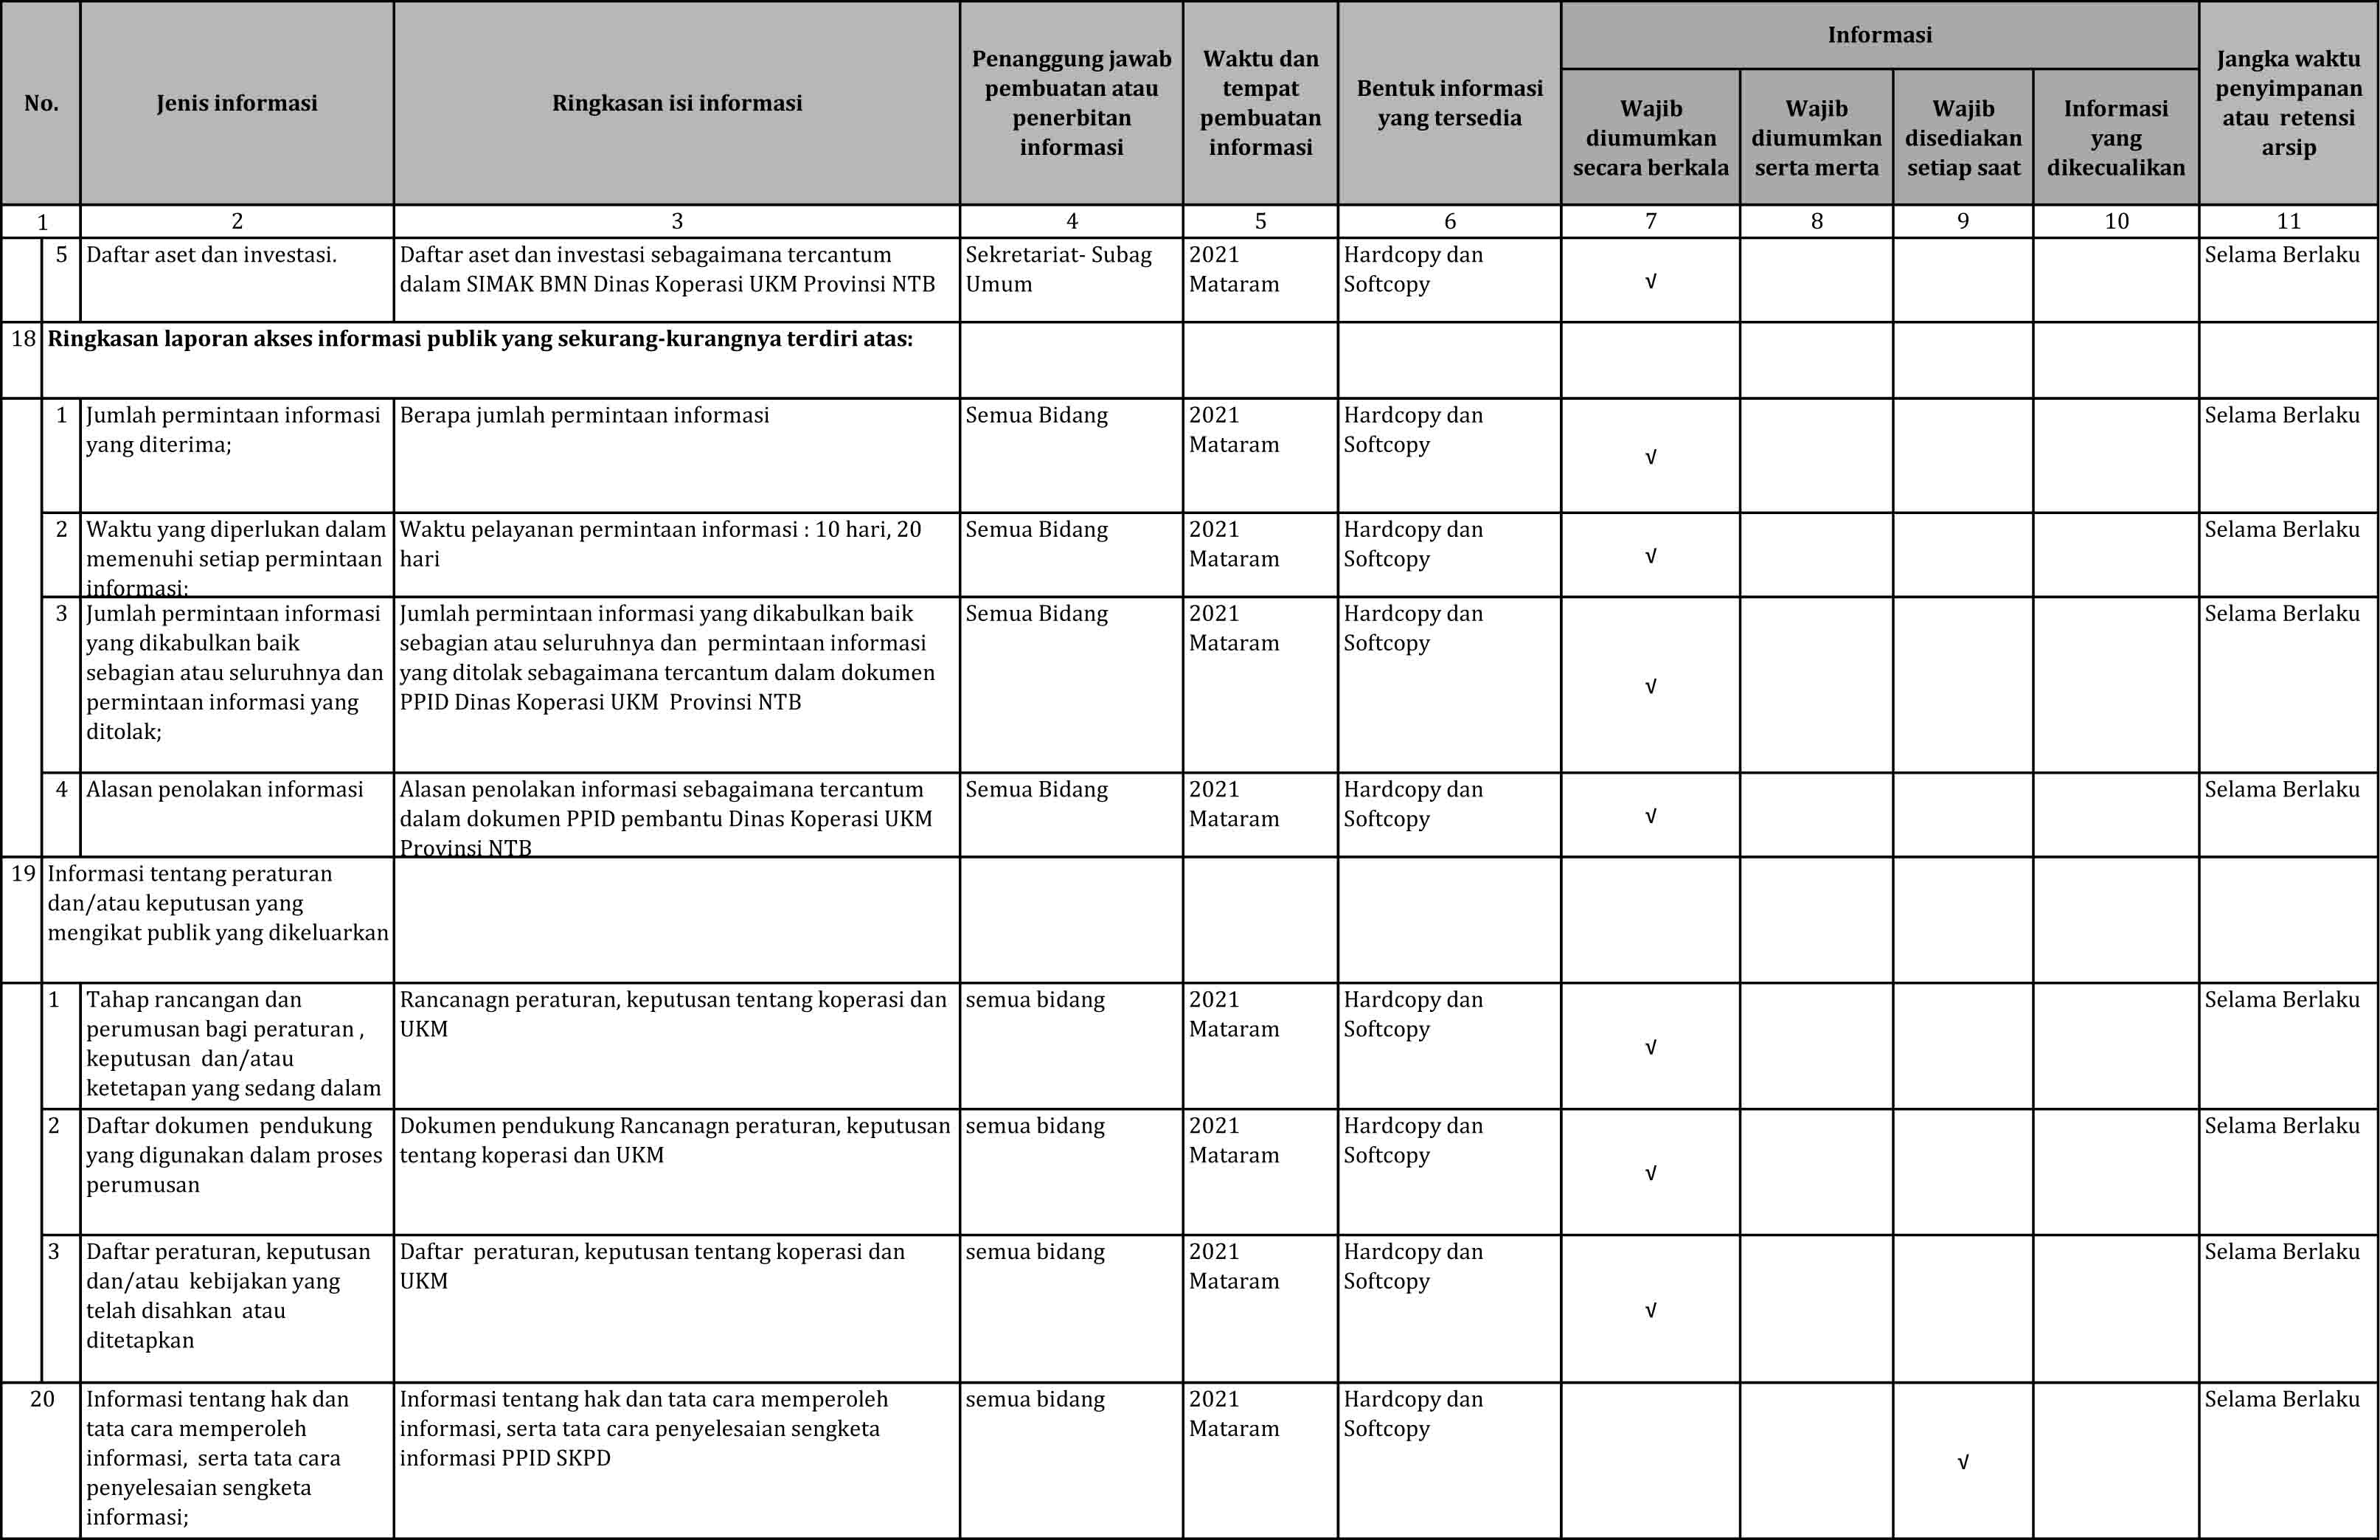 No.
Jenis informasi
Ringkasan isi informasi
Penanggung jawab
pembuatan atau
penerbitan
informasi
Waktu dan
tempat
pembuatan
informasi
Bentuk informasi
yang tersedia
Informasi
Wajib
diumumkan
secara berkala
Wajib
diumumkan
serta merta
Wajib
disediakan
setiap saat
Informasi
yang
dikecualikan
Jangka waktu
penyimpanan
atau  retensi
arsip
1
2
3
4
5
6
7
8
9
10
11
5
Daftar aset dan investasi.
Daftar aset dan investasi sebagaimana tercantum
dalam SIMAK BMN Dinas Koperasi UKM Provinsi NTB
Sekretariat- Subag
Umum
2021
Mataram
Hardcopy dan
Softcopy
√
Selama Berlaku
18
Ringkasan laporan akses informasi publik yang sekurang-kurangnya terdiri atas:
1
Jumlah permintaan informasi
yang diterima;
Berapa jumlah permintaan informasi
Semua Bidang
2021
Mataram
Hardcopy dan
Softcopy
√
Selama Berlaku
2
Waktu yang diperlukan dalam
memenuhi setiap permintaan
informasi;
Waktu pelayanan permintaan informasi : 10 hari, 20
hari
Semua Bidang
2021
Mataram
Hardcopy dan
Softcopy
√
Selama Berlaku
3
Jumlah permintaan informasi
yang dikabulkan baik
sebagian atau seluruhnya dan
permintaan informasi yang
ditolak;
Jumlah permintaan informasi yang dikabulkan baik
sebagian atau seluruhnya dan  permintaan informasi
yang ditolak sebagaimana tercantum dalam dokumen
PPID Dinas Koperasi UKM  Provinsi NTB
Semua Bidang
2021
Mataram
Hardcopy dan
Softcopy
√
Selama Berlaku
4
Alasan penolakan informasi
Alasan penolakan informasi sebagaimana tercantum
dalam dokumen PPID pembantu Dinas Koperasi UKM
Provinsi NTB
Semua Bidang
2021
Mataram
Hardcopy dan
Softcopy
√
Selama Berlaku
19
Informasi tentang peraturan
dan/atau keputusan yang
mengikat publik yang dikeluarkan
1
Tahap rancangan dan
perumusan bagi peraturan ,
keputusan  dan/atau
ketetapan yang sedang dalam
Rancanagn peraturan, keputusan tentang koperasi dan
UKM
semua bidang
2021
Mataram
Hardcopy dan
Softcopy
√
Selama Berlaku
2
Daftar dokumen  pendukung
yang digunakan dalam proses
perumusan
Dokumen pendukung Rancanagn peraturan, keputusan
tentang koperasi dan UKM
semua bidang
2021
Mataram
Hardcopy dan
Softcopy
√
Selama Berlaku
3
Daftar peraturan, keputusan
dan/atau  kebijakan yang
telah disahkan  atau
ditetapkan
Daftar  peraturan, keputusan tentang koperasi dan
UKM
semua bidang
2021
Mataram
Hardcopy dan
Softcopy
√
Selama Berlaku
20
Informasi tentang hak dan
tata cara memperoleh
informasi,  serta tata cara
penyelesaian sengketa
informasi;
Informasi tentang hak dan tata cara memperoleh
informasi, serta tata cara penyelesaian sengketa
informasi PPID SKPD
semua bidang
2021
Mataram
Hardcopy dan
Softcopy
√
Selama Berlaku